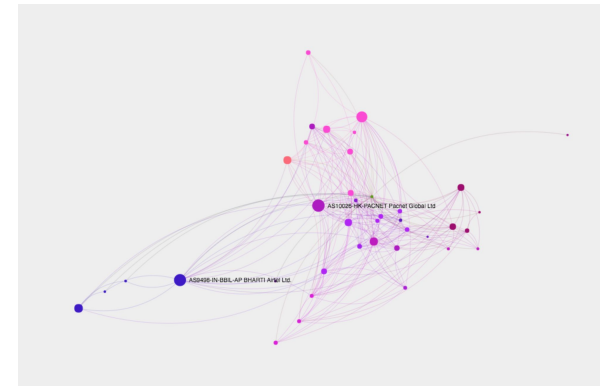 AS10026-HK-PACNET Pacnet Global Ltd
AS9498-IN-BBIL-AP BHARTI Airtel Ltd.